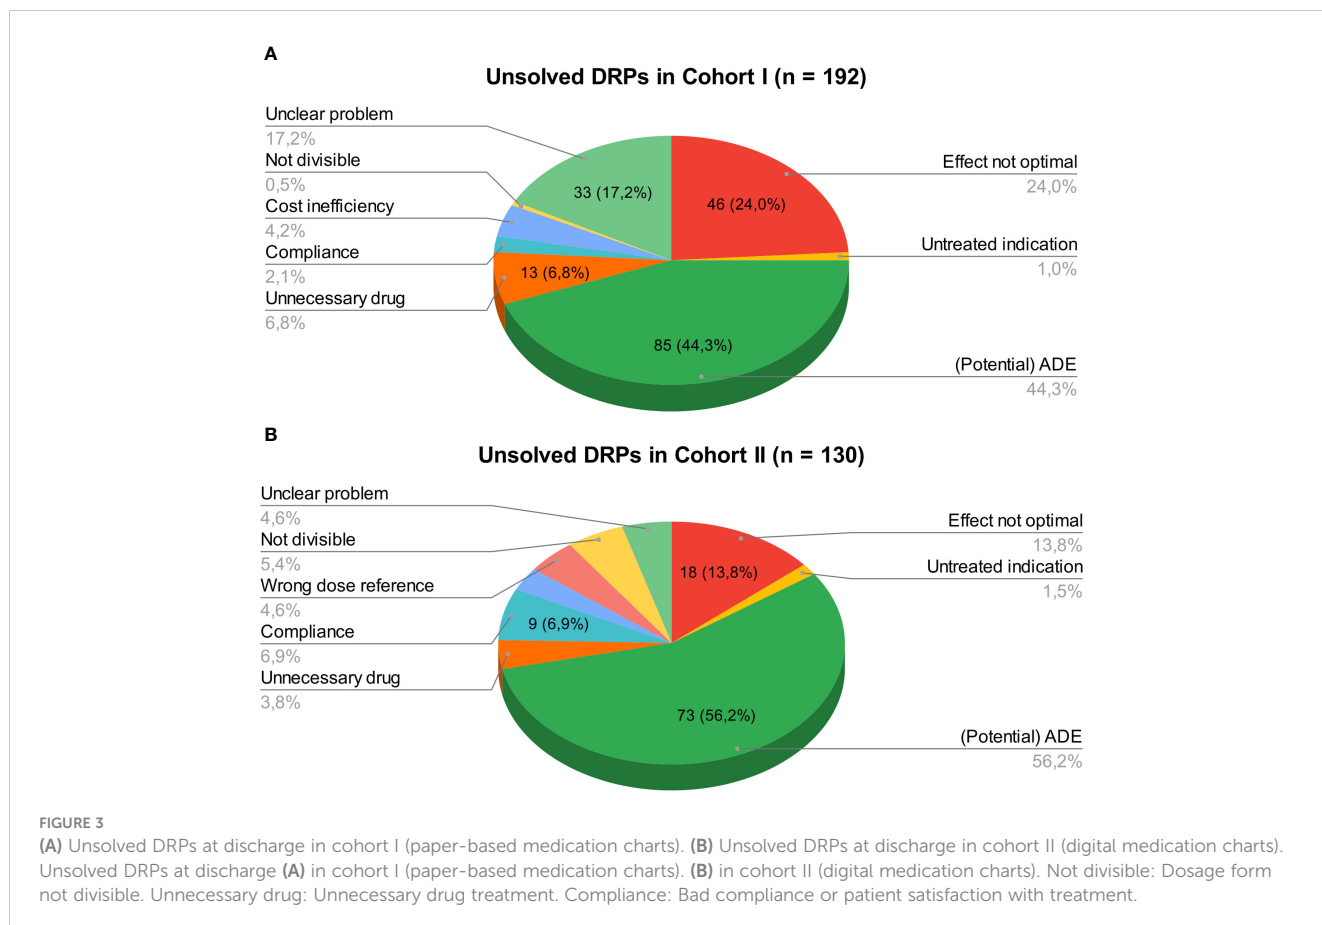 A
Unsolved DRPs in Cohort I (n = 192)
Unclear problem
17,2%
Not divisible
0,5%
Cost inefficiency
4,2%
Compliance
2,1%
Unnecessary drug
6,8%
33 (17,2%)
46 (24,0%)
13 (6,8%)
85 (44,3%)
Effect not optimal
24,0%
Untreated indication
1,0%
(Potential) ADE
44,3%
B
Unsolved DRPs in Cohort II (n = 130)
Unclear problem
4,6%
Not divisible
5,4%
Wrong dose reference
4,6%
Compliance
6,9%
Unnecessary drug
3,8%
18 (13,8%)
9 (6,9%)
73 (56,2%)
Effect not optimal
13,8%
Untreated indication
1,5%
(Potential) ADE
56,2%
FIGURE 3
(A) Unsolved DRPs at discharge in cohort I (paper-based medication charts). (B) Unsolved DRPs at discharge in cohort II (digital medication charts).
Unsolved DRPs at discharge (A) in cohort I (paper-based medication charts). (B) in cohort II (digital medication charts). Not divisible: Dosage form
not divisible. Unnecessary drug: Unnecessary drug treatment. Compliance: Bad compliance or patient satisfaction with treatment.